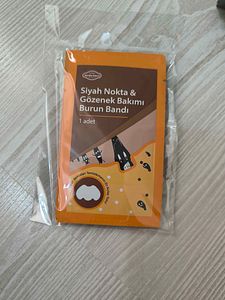 Siyah Nokta &
Gözenek Bakımı
Burun Bandı
1 adet